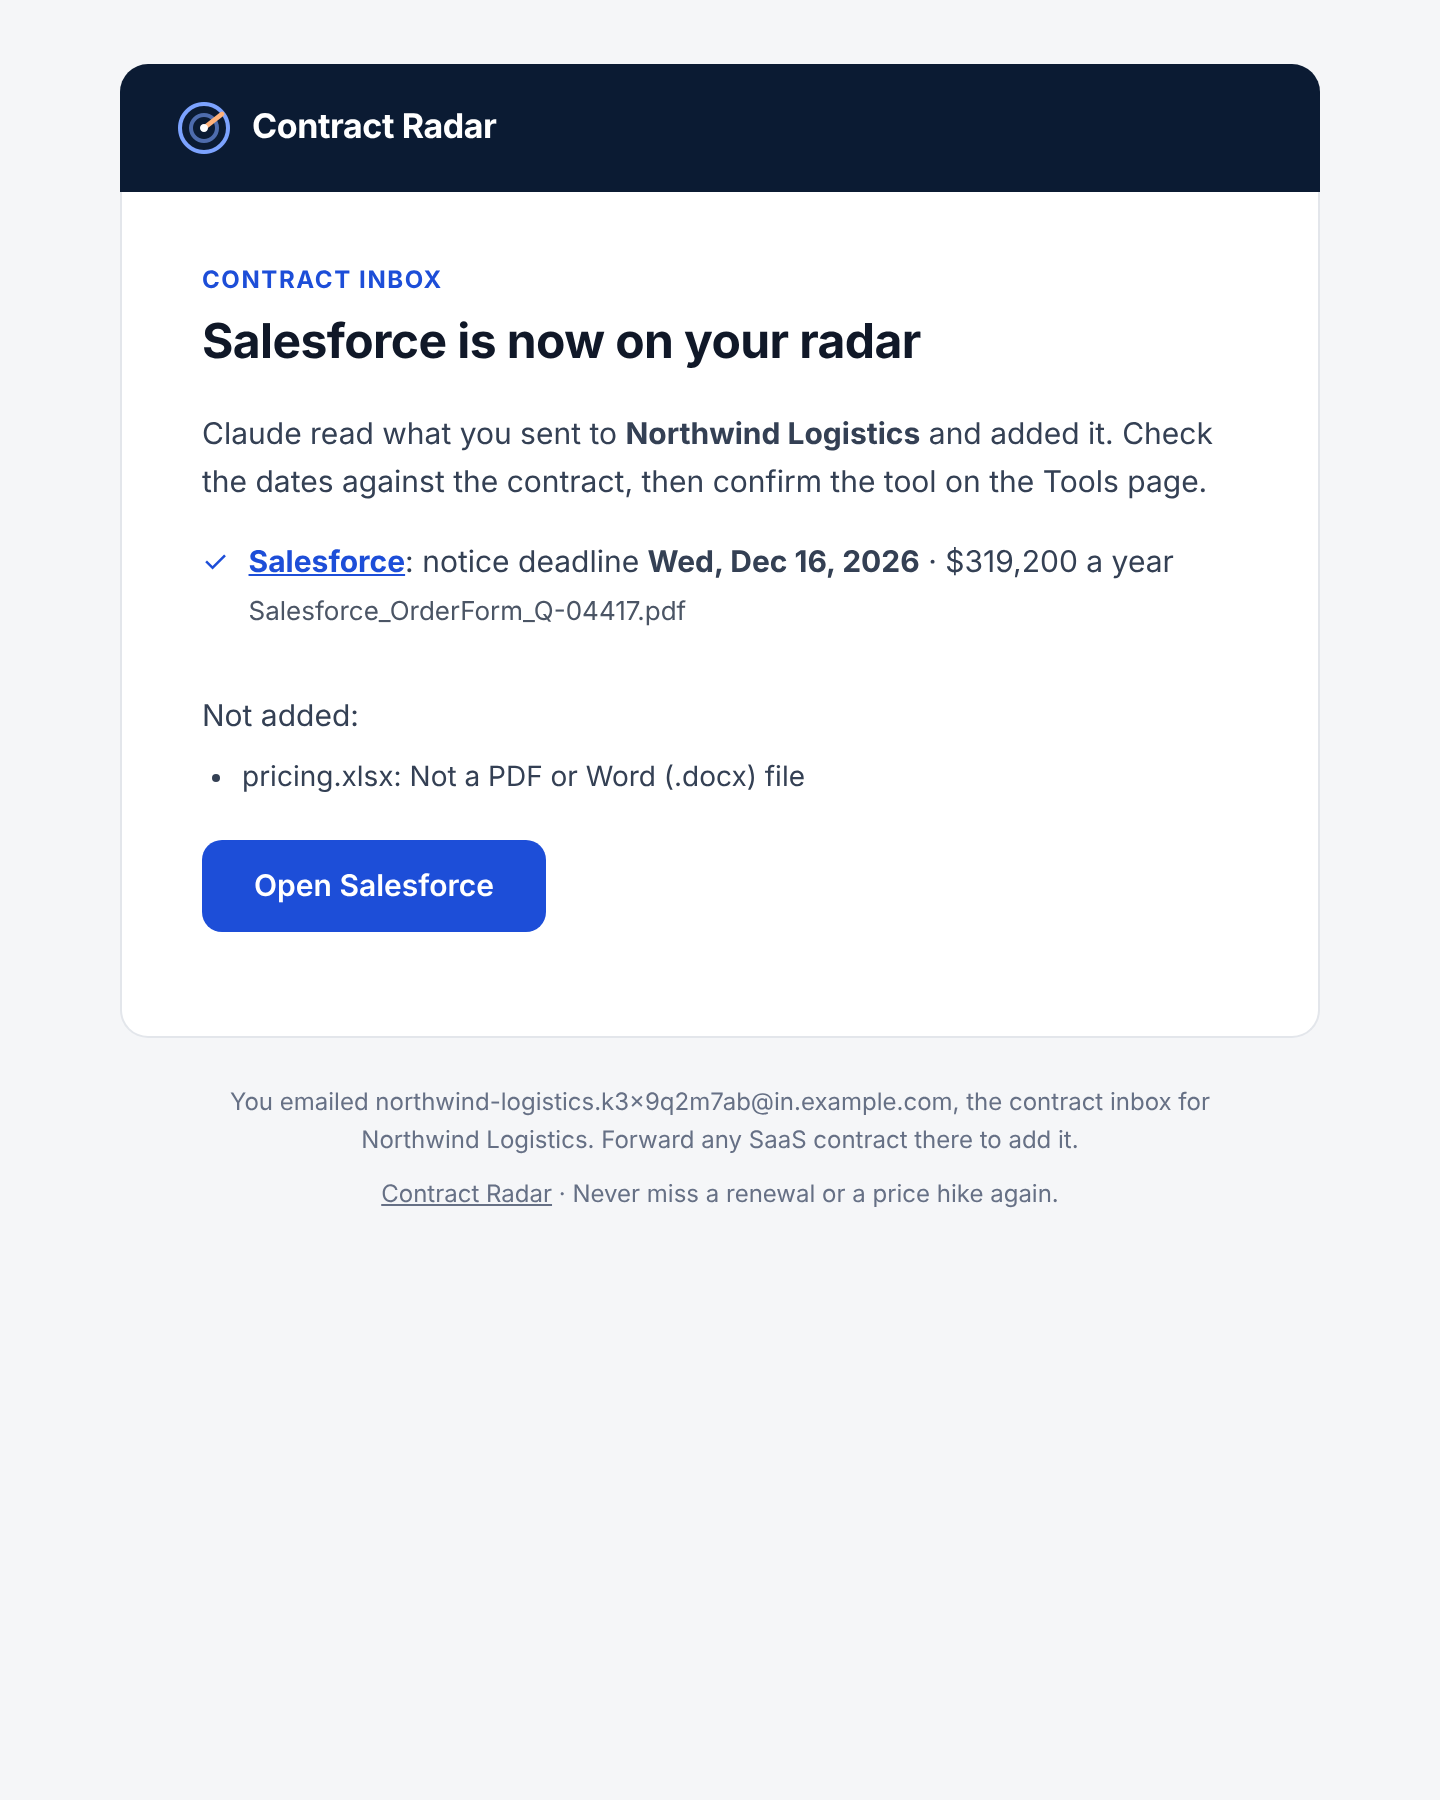 Contract Radar
CONTRACT INBOX
Salesforce is now on your radar
Claude read what you sent to Northwind Logistics and added it. Check
the dates against the contract, then confirm the tool on the Tools page.
✓ Salesforce: notice deadline Wed, Dec 16, 2026 · $319,200 a year
Salesforce_OrderForm_Q-04417.pdf
Not added:
• pricing.xlsx: Not a PDF or Word (.docx) file
Open Salesforce
You emailed northwind-logistics.k3×9q2m7ab@in.example.com, the contract inbox for
Northwind Logistics. Forward any SaaS contract there to add it.
Contract Radar · Never miss a renewal or a price hike again.